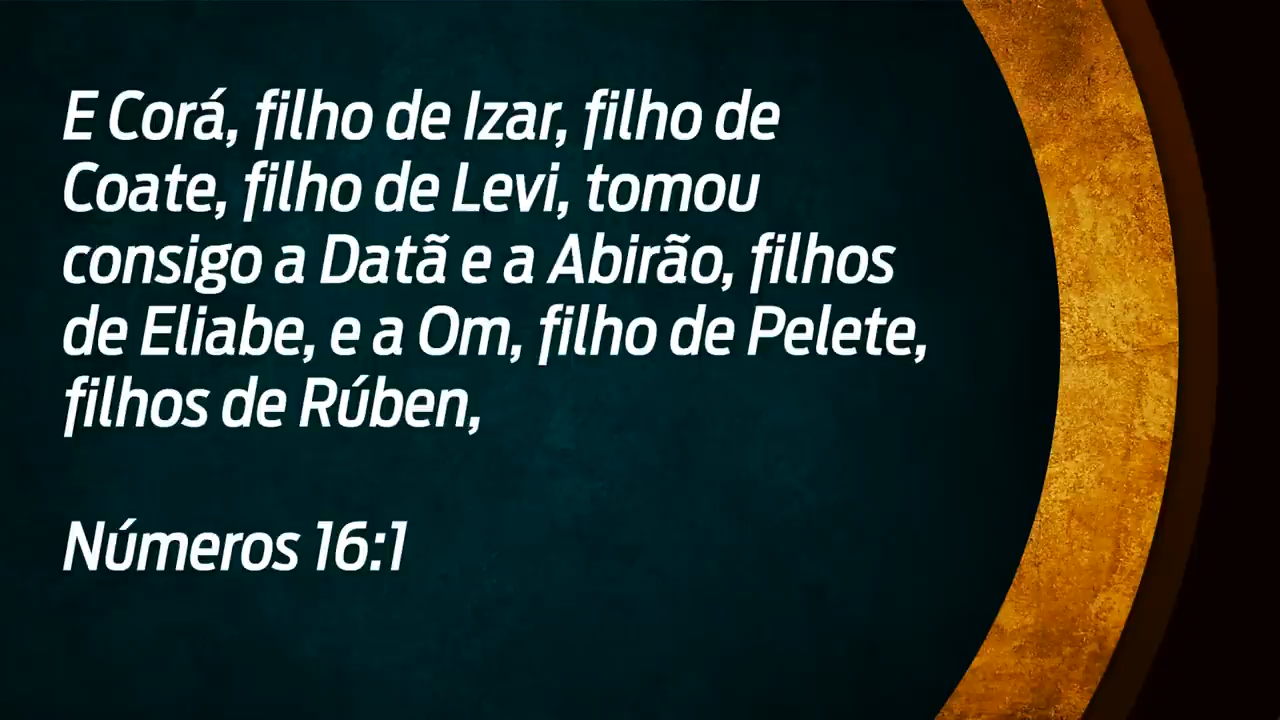 E Corá, filho de Izar, filho de
Coate, filho de Levi, tomou
consigo a Datã e a Abirão, filhos
de Eliabe, e a Om, filho de Pelete,
filhos de Rúben,
Números 16:1